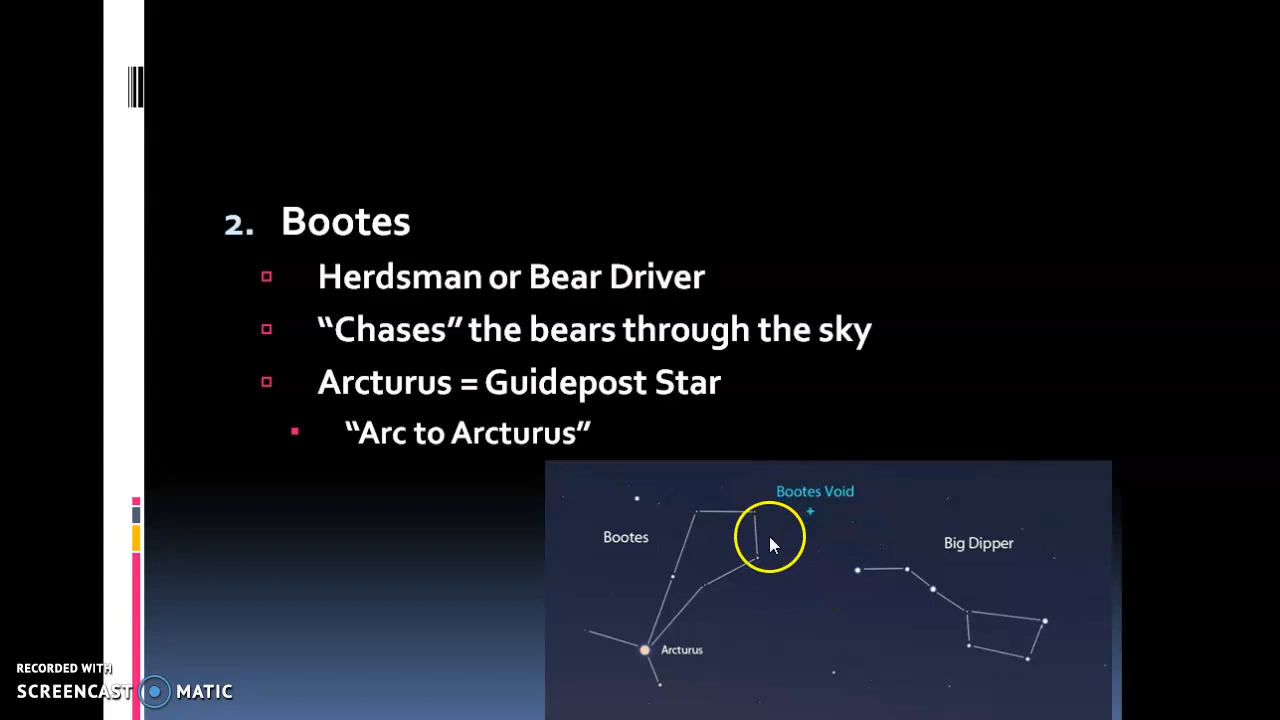 2. Bootes
Herdsman or Bear Driver
“Chases” the bears through the sky
Arcturus = Guidepost Star
“Arc to Arcturus”
Bootes Void
Bootes
Big Dipper
Arcturus
RECORDED WITH
SCREENCAST MATIC